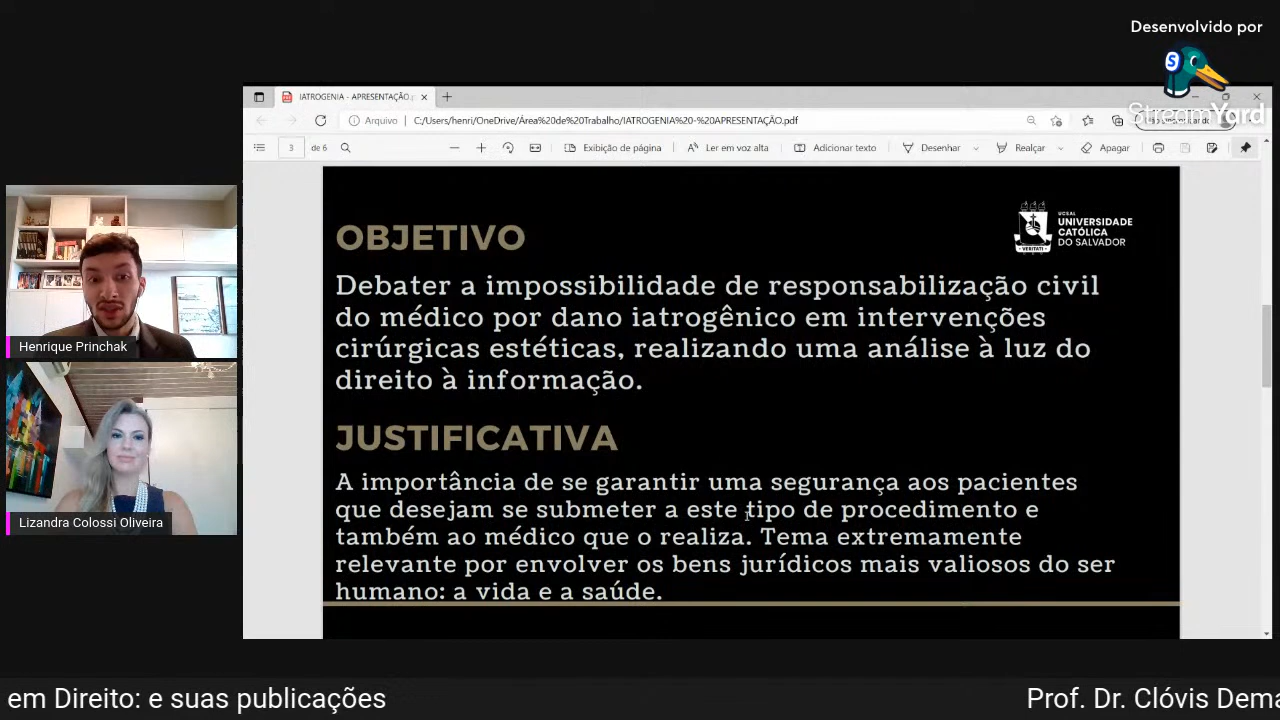 Desenvolvido por
StreamYard
IATROGENIA - APRESENTAÇÃO
Arquivo
C:/Users/henri/OneDrive/Área%20de%20Trabalho/IATROGENIA%20-%20APRESENTAÇÃO.pdf
3 de 6
Exibição de página
Ler em voz alta
Adicionar texto
Desenhar
Realçar
Apagar
UCSAL
UNIVERSIDADE
CATÓLICA
DO SALVADOR
VERITATI
OBJETIVO
Debater a impossibilidade de responsabilização civil
do médico por dano iatrogênico em intervenções
cirúrgicas estéticas, realizando uma análise à luz do
direito à informação.
JUSTIFICATIVA
A importância de se garantir uma segurança aos pacientes
que desejam se submeter a este tipo de procedimento e
também ao médico que o realiza. Tema extremamente
relevante por envolver os bens jurídicos mais valiosos do ser
humano: a vida e a saúde.
Henrique Princhak
Lizandra Colossi Oliveira
em Direito: e suas publicações
Prof. Dr. Clóvis Dema